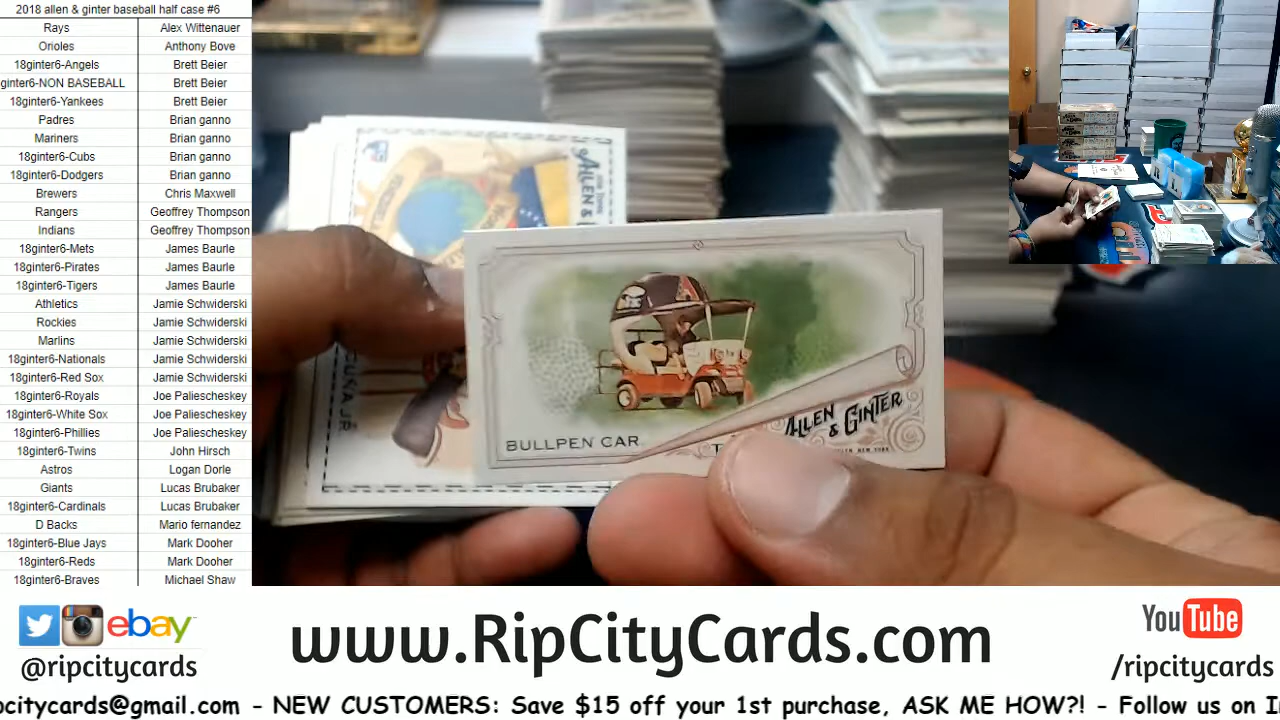 2018 allen & ginter baseball half case #6
Rays Alex Wittenauer
Orioles Anthony Bove
18ginter6-Angels Brett Beier
ginter6-NON BASEBALL Brett Beier
18ginter6-Yankees Brett Beier
Padres Brian ganno
Mariners Brian ganno
18ginter6-Cubs Brian ganno
18ginter6-Dodgers Brian ganno
Brewers Chris Maxwell
Rangers Geoffrey Thompson
Indians Geoffrey Thompson
18ginter6-Mets James Baurle
18ginter6-Pirates James Baurle
18ginter6-Tigers James Baurle
Athletics Jamie Schwiderski
Rockies Jamie Schwiderski
Marlins Jamie Schwiderski
18ginter6-Nationals Jamie Schwiderski
18ginter6-Red Sox Jamie Schwiderski
18ginter6-Royals Joe Paliescheskey
18ginter6-White Sox Joe Paliescheskey
18ginter6-Phillies Joe Paliescheskey
18ginter6-Twins John Hirsch
Astros Logan Dorle
Giants Lucas Brubaker
18ginter6-Cardinals Lucas Brubaker
D Backs Mario fernandez
18ginter6-Blue Jays Mark Dooher
18ginter6-Reds Mark Dooher
18ginter6-Braves Michael Shaw
ALLEN &
BULLPEN CAR
ALLEN
& GINTER
NEW YORK
ebay
@ripcitycards
www.RipCityCards.com
YouTube
/ripcitycards
pcitycards@gmail.com - NEW CUSTOMERS: Save $15 off your 1st purchase, ASK ME HOW?! - Follow us on I